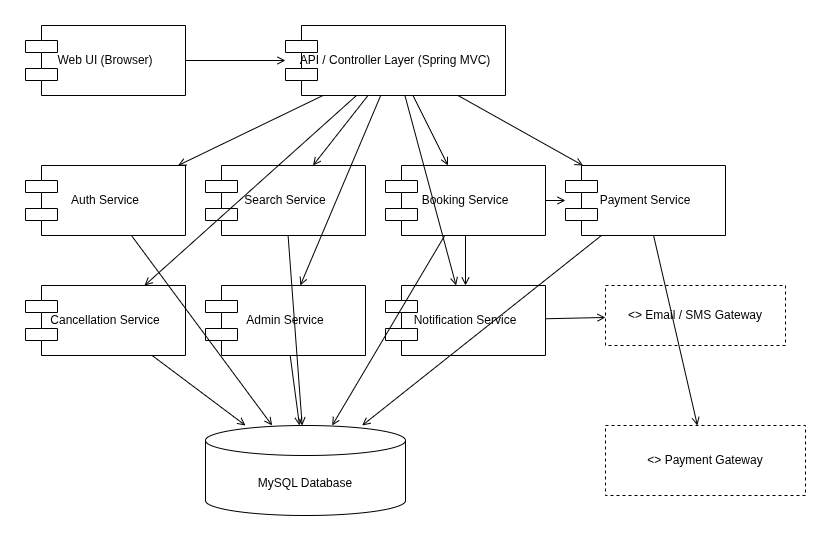 Web UI (Browser)
API / Controller Layer (Spring MVC)
Auth Service
Search Service
Booking Service
Payment Service
Cancellation Service
Admin Service
Notification Service
<> Email / SMS Gateway
<> Payment Gateway
MySQL Database